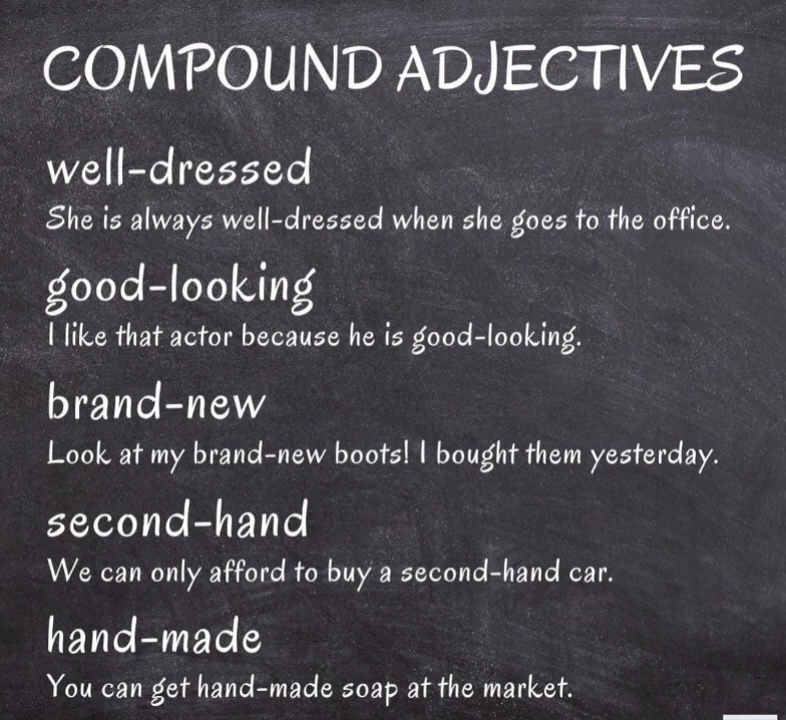 COMPOUND ADJECTIVES
well-dressed
She is always well-dressed when she goes to the office.
good-looking
I like that actor because he is good-looking.
brand-new
Look at my brand-new boots! I bought them yesterday.
second-hand
We can only afford to buy a second-hand car.
hand-made
You can get hand-made soap at the market.